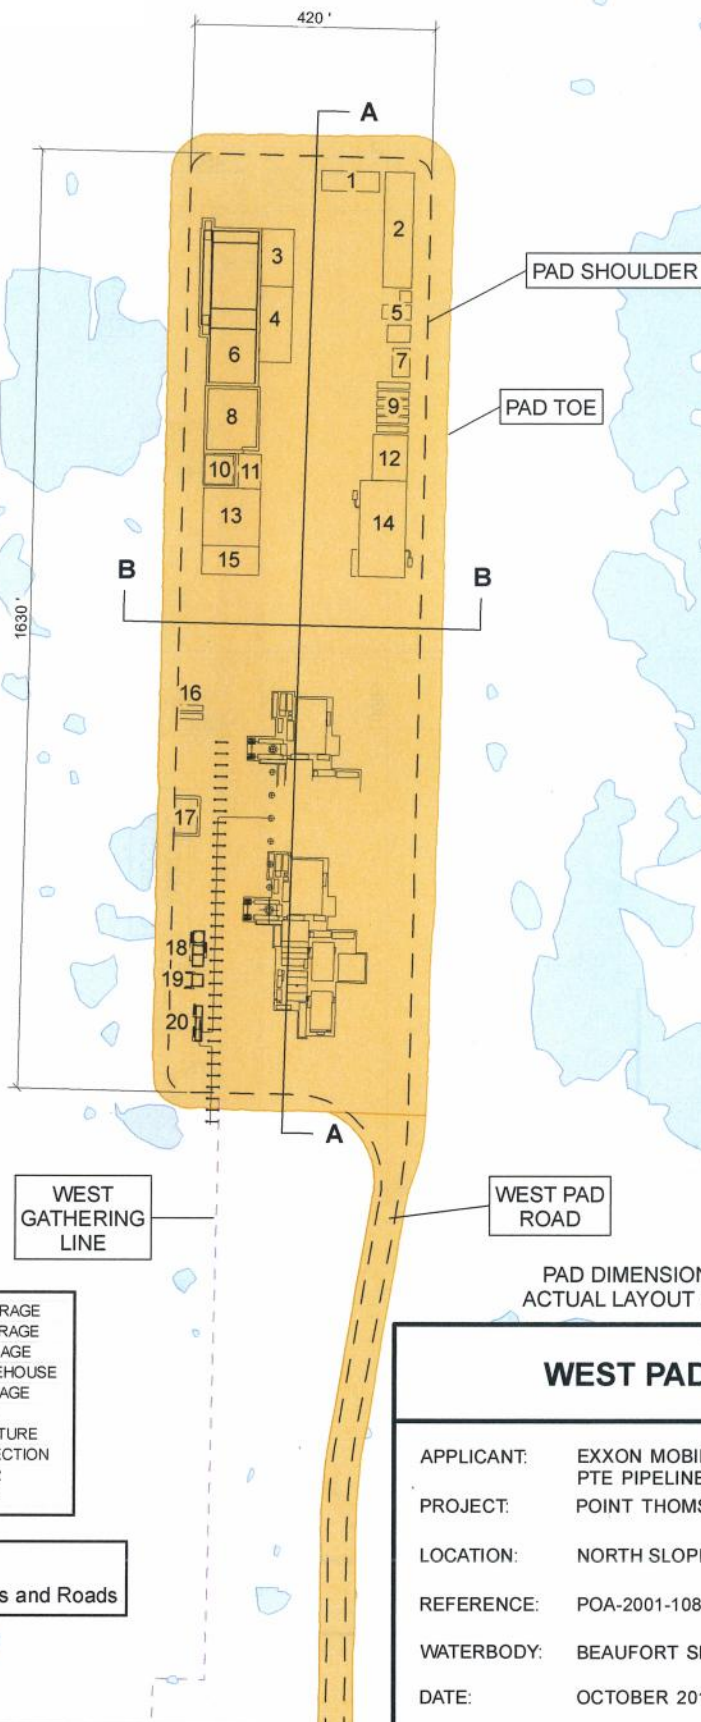 420 '
A
1
2
3
PAD SHOULDER
4
5
6
7
8
9
PAD TOE
10 11
12
13
14
15
B
B
1630 '
16
17
18
19
20
A
WEST
GATHERING
LINE
WEST PAD
ROAD
PAD DIMENSION
ACTUAL LAYOUT
RAGE
RAGE
AGE
EHOUSE
AGE
TURE
ECTION
s and Roads
WEST PAD
APPLICANT: EXXON MOBI
PTE PIPELINE
PROJECT: POINT THOMS
LOCATION: NORTH SLOP
REFERENCE: POA-2001-108
WATERBODY: BEAUFORT S
DATE: OCTOBER 201